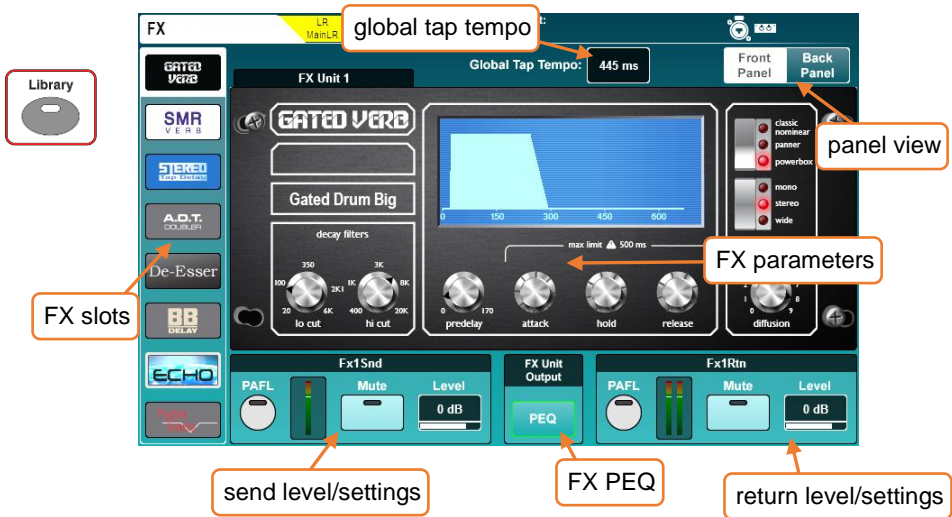 FX
LR
MainLR
t:
global tap tempo
Global Tap Tempo:
445 ms
Front
Panel
Back
Panel
Library
GATED
VERB
SMR
VERB
STEREO
Tap Delay
A.D.T.
DOUBLER
De-Esser
BB
DELAY
ECHO
FX slots
FX Unit 1
GATED VERB
Gated Drum Big
decay filters
350
100
2K1
20
6K
lo cut
3K
1K
8K
400
20K
hi cut
0
150
300
450
600
max limit ⚠ 500 ms
0
170
predelay
attack
hold
release
classic
nominear
panner
powerbox
mono
stereo
wide
panel view
FX parameters
2
1
8
0
9
diffusion
Fx1Snd
PAFL
Mute
Level
0 dB
FX Unit
Output
PEQ
Fx1Rtn
PAFL
Mute
Level
0 dB
send level/settings
FX PEQ
return level/settings